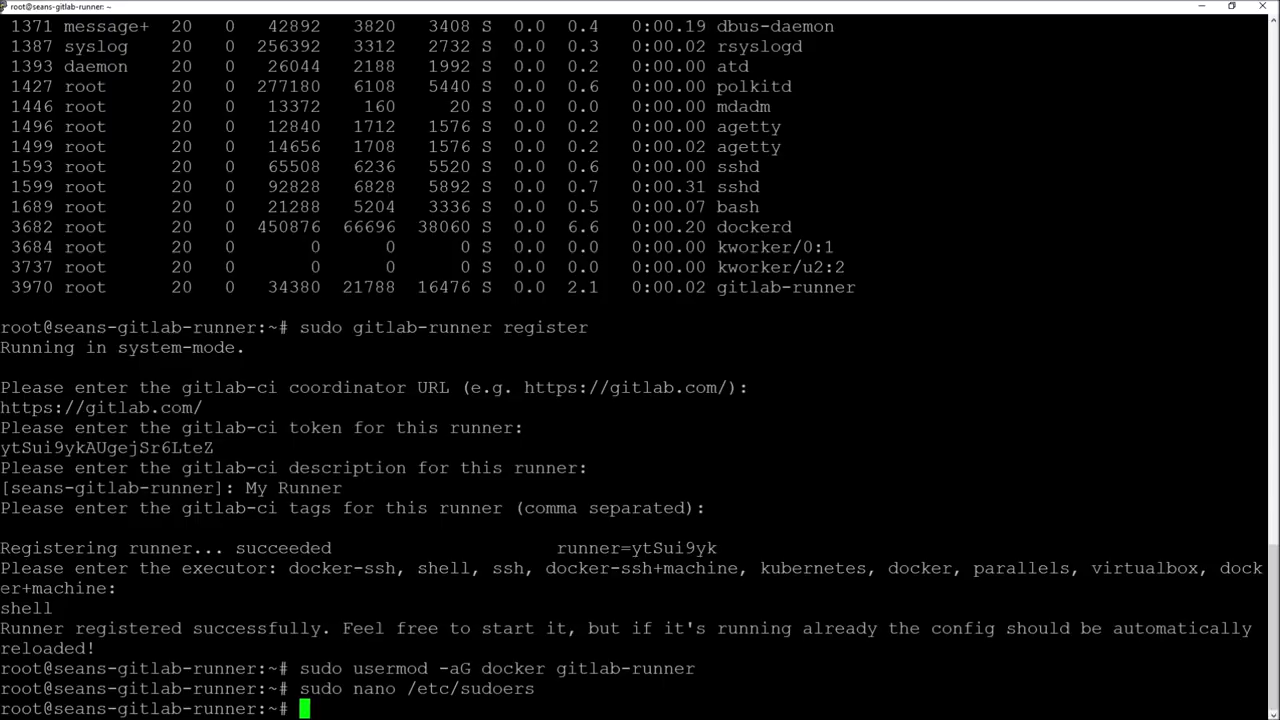 root@seans-gitlab-runner: ~
1371 message+ 20 0 42892 3820 3408 S 0.0 0.4 0:00.19 dbus-daemon
1387 syslog 20 0 256392 3312 2732 S 0.0 0.3 0:00.02 rsyslogd
1393 daemon 20 0 26044 2188 1992 S 0.0 0.2 0:00.00 atd
1427 root 20 0 277180 6108 5440 S 0.0 0.6 0:00.00 polkitd
1446 root 20 0 13372 160 20 S 0.0 0.0 0:00.00 mdadm
1496 root 20 0 12840 1712 1576 S 0.0 0.2 0:00.00 agetty
1499 root 20 0 14656 1708 1576 S 0.0 0.2 0:00.02 agetty
1593 root 20 0 65508 6236 5520 S 0.0 0.6 0:00.00 sshd
1599 root 20 0 92828 6828 5892 S 0.0 0.7 0:00.31 sshd
1689 root 20 0 21288 5204 3336 S 0.0 0.5 0:00.07 bash
3682 root 20 0 450876 66696 38060 S 0.0 6.6 0:00.20 dockerd
3684 root 20 0 0 0 0 S 0.0 0.0 0:00.00 kworker/0:1
3737 root 20 0 0 0 0 S 0.0 0.0 0:00.00 kworker/u2:2
3970 root 20 0 34380 21788 16476 S 0.0 2.1 0:00.02 gitlab-runner
root@seans-gitlab-runner:~# sudo gitlab-runner register
Running in system-mode.
Please enter the gitlab-ci coordinator URL (e.g. https://gitlab.com/):
https://gitlab.com/
Please enter the gitlab-ci token for this runner:
ytSui9ykAUgejSr6LteZ
Please enter the gitlab-ci description for this runner:
[seans-gitlab-runner]: My Runner
Please enter the gitlab-ci tags for this runner (comma separated):
Registering runner... succeeded runner=ytSui9yk
Please enter the executor: docker-ssh, shell, ssh, docker-ssh+machine, kubernetes, docker, parallels, virtualbox, dock
er+machine:
shell
Runner registered successfully. Feel free to start it, but if it's running already the config should be automatically
reloaded!
root@seans-gitlab-runner:~# sudo usermod -aG docker gitlab-runner
root@seans-gitlab-runner:~# sudo nano /etc/sudoers
root@seans-gitlab-runner:~#